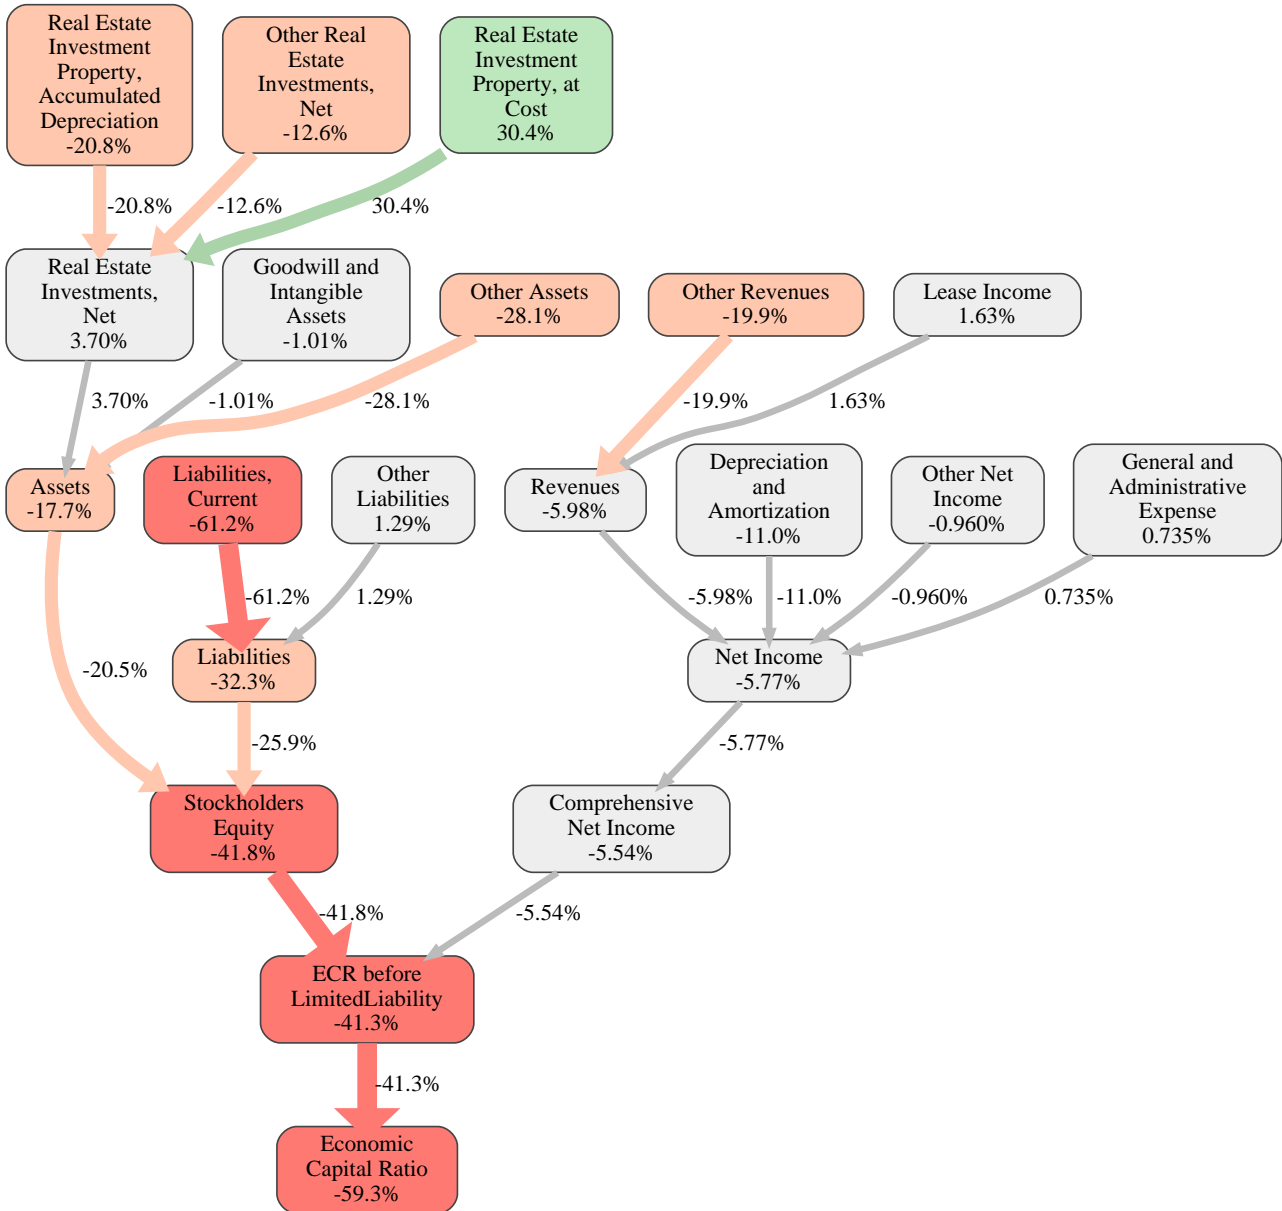 Real Estate
Investment
Property,
Accumulated
Depreciation
-20.8%
Other Real
Estate
Investments,
Net
-12.6%
Real Estate
Investment
Property, at
Cost
30.4%
-20.8%
-12.6%
30.4%
Real Estate
Investments,
Net
3.70%
Goodwill and
Intangible
Assets
-1.01%
Other Assets
-28.1%
Other Revenues
-19.9%
Lease Income
1.63%
3.70%
-1.01%
-28.1%
-19.9%
1.63%
Assets
-17.7%
Liabilities,
Current
-61.2%
Other
Liabilities
1.29%
Revenues
-5.98%
Depreciation
and
Amortization
-11.0%
Other Net
Income
-0.960%
General and
Administrative
Expense
0.735%
-61.2%
1.29%
-5.98%
-11.0%
-0.960%
0.735%
-20.5%
Liabilities
-32.3%
Net Income
-5.77%
-25.9%
-5.77%
Stockholders
Equity
-41.8%
Comprehensive
Net Income
-5.54%
-41.8%
-5.54%
ECR before
LimitedLiability
-41.3%
-41.3%
Economic
Capital Ratio
-59.3%